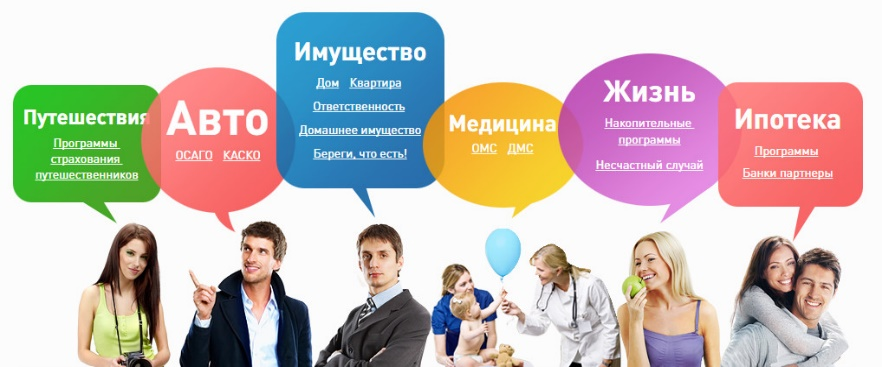 Путешествия
Программы
страхования
путешественников
Авто
ОСАГО КАСКО
Имущество
Дом Квартира
Ответственность
Домашнее имущество
Береги, что есть!
Медицина
ОМС ДМС
Жизнь
Накопительные
программы
Несчастный случай
Ипотека
Программы
Банки партнеры